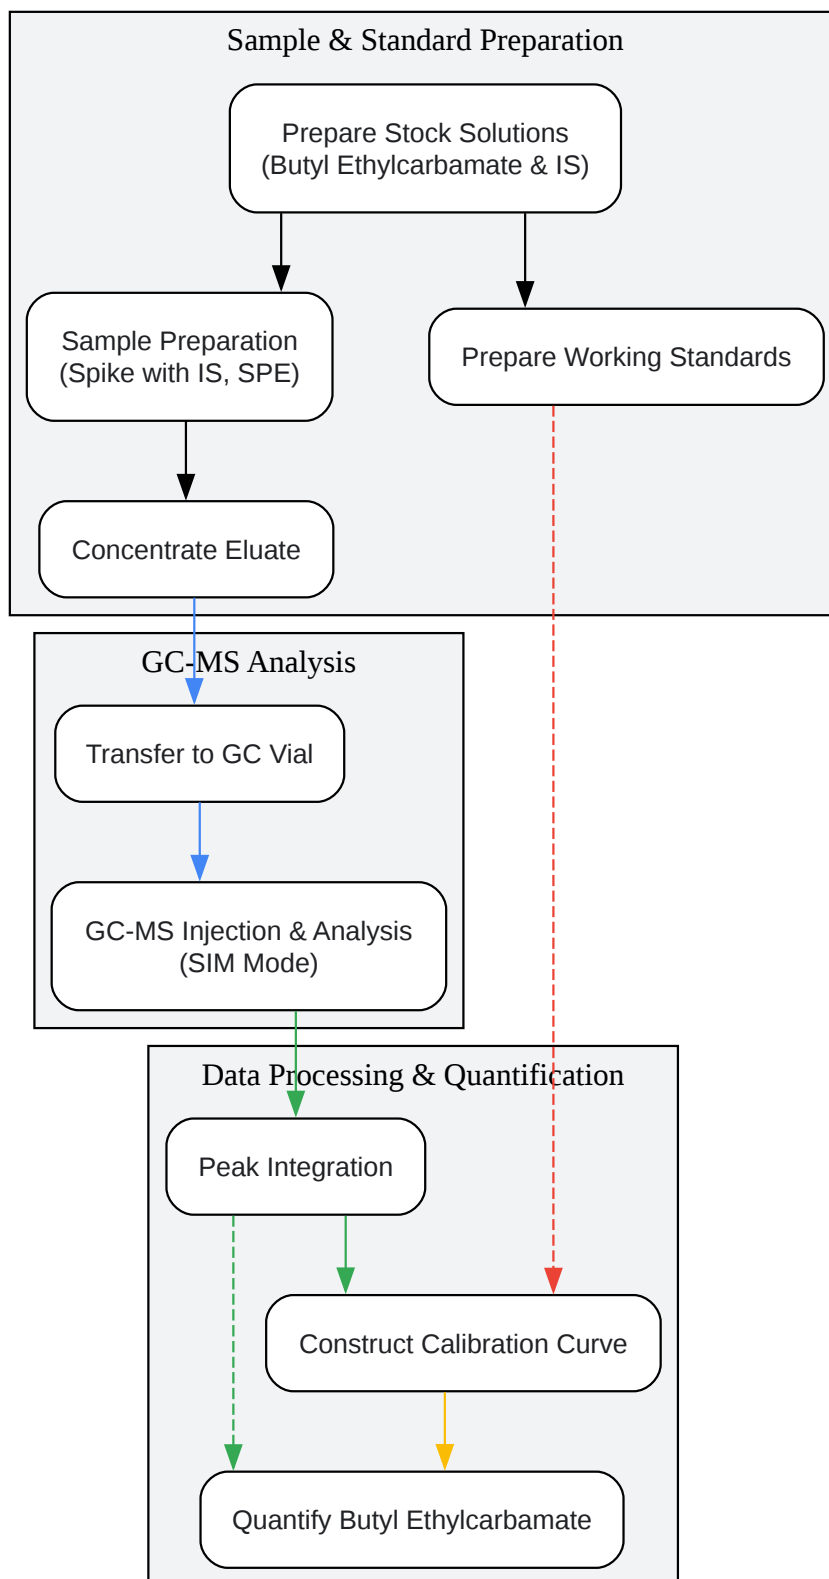 Sample & Standard Preparation
Prepare Stock Solutions
(Butyl Ethylcarbamate & IS)
Sample Preparation
(Spike with IS, SPE)
Prepare Working Standards
Concentrate Eluate
GC-MS Analysis
Transfer to GC Vial
GC-MS Injection & Analysis
(SIM Mode)
Data Processing & Quantification
Peak Integration
Construct Calibration Curve
Quantify Butyl Ethylcarbamate